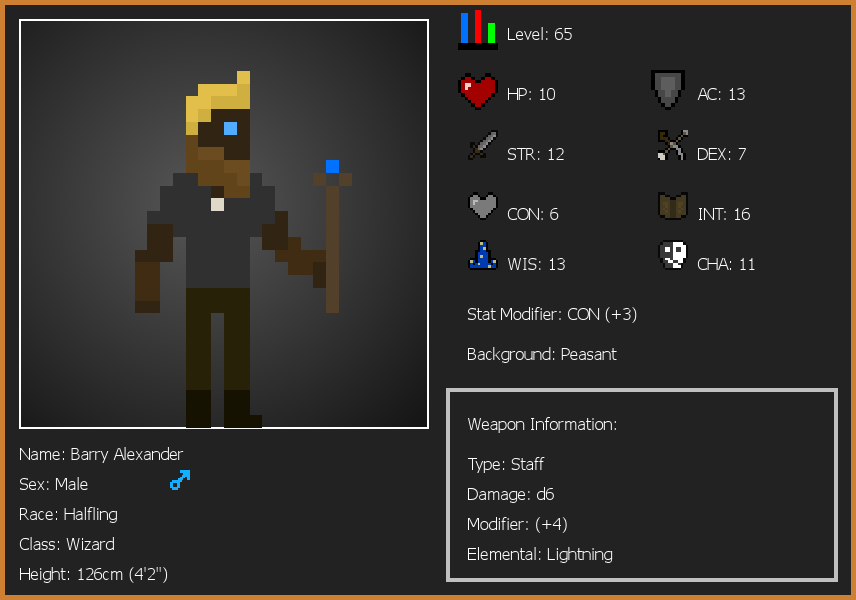 Level: 65
HP: 10
AC: 13
STR: 12
DEX: 7
CON: 6
INT: 16
WIS: 13
CHA: 11
Stat Modifier: CON (+3)
Background: Peasant
Weapon Information:
Type: Staff
Damage: d6
Modifier: (+4)
Elemental: Lightning
Name: Barry Alexander
Sex: Male
Race: Halfling
Class: Wizard
Height: 126cm (4'2")